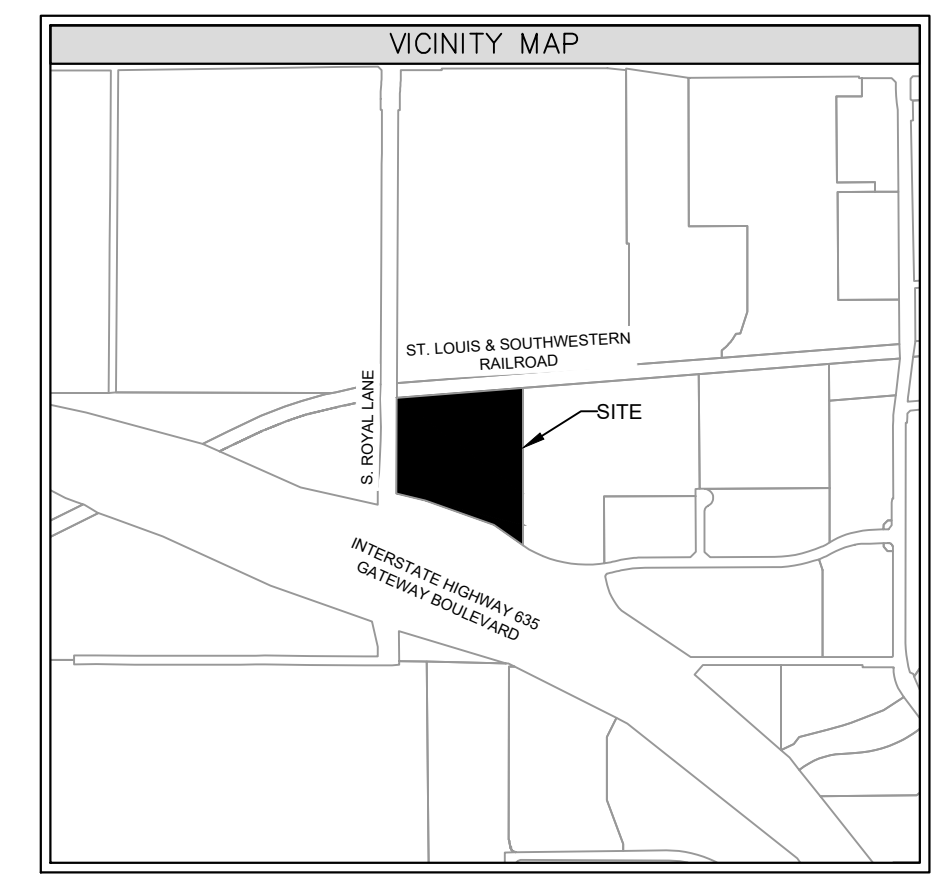 VICINITY MAP
ST. LOUIS & SOUTHWESTERN
RAILROAD
S. ROYAL LANE
SITE
INTERSTATE HIGHWAY 635
GATEWAY BOULEVARD